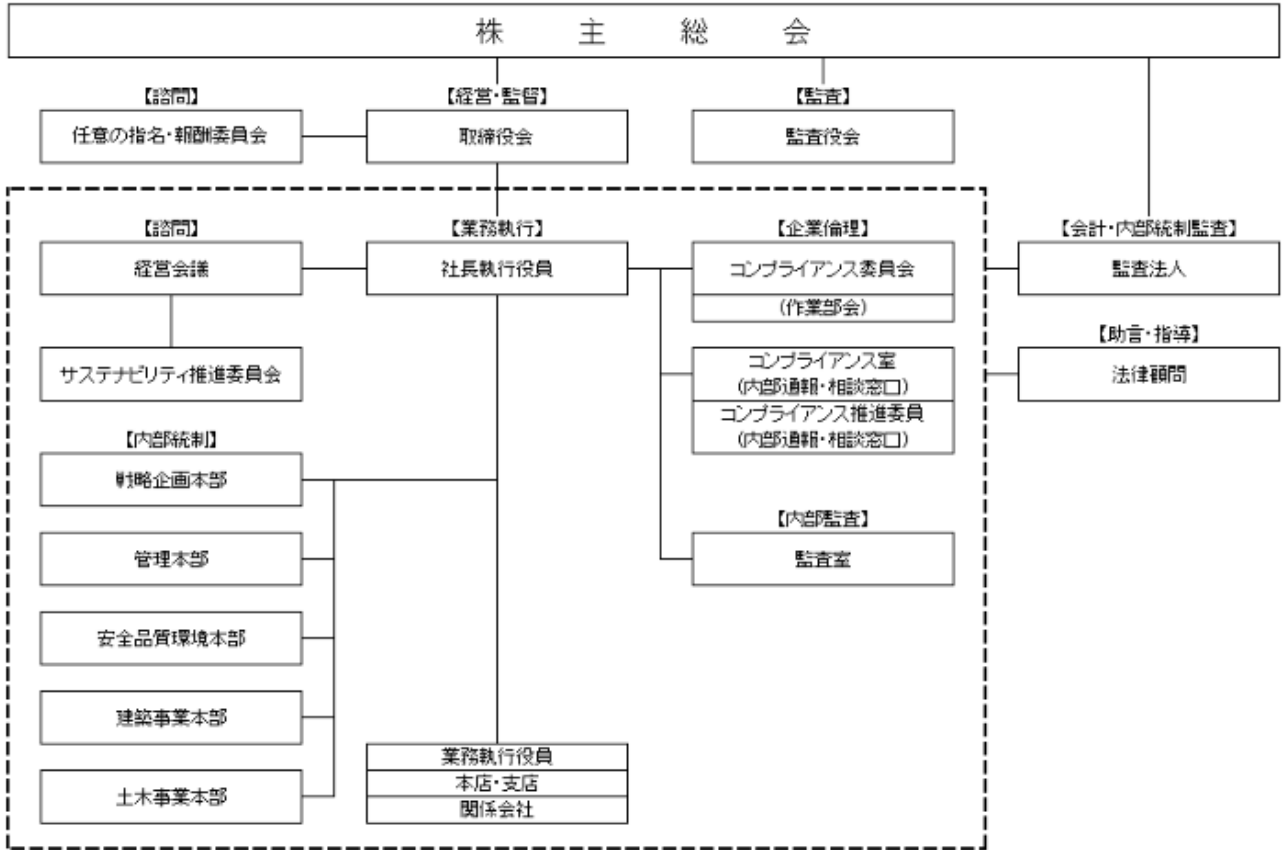 株主総会
【諮問】
任意の指名・報酬委員会
【経営・監督】
取締役会
【監査】
監査役会
【諮問】
経営会議
サステナビリティ推進委員会
【業務執行】
社長執行役員
【企業倫理】
コンプライアンス委員会
(作業部会)
コンプライアンス室
(内部通報・相談窓口)
コンプライアンス推進委員
(内部通報・相談窓口)
【会計・内部統制監査】
監査法人
【助言・指導】
法律顧問
【内部統制】
戦略企画本部
管理本部
安全品質環境本部
建築事業本部
土木事業本部
【内部監査】
監査室
業務執行役員
本店・支店
関係会社